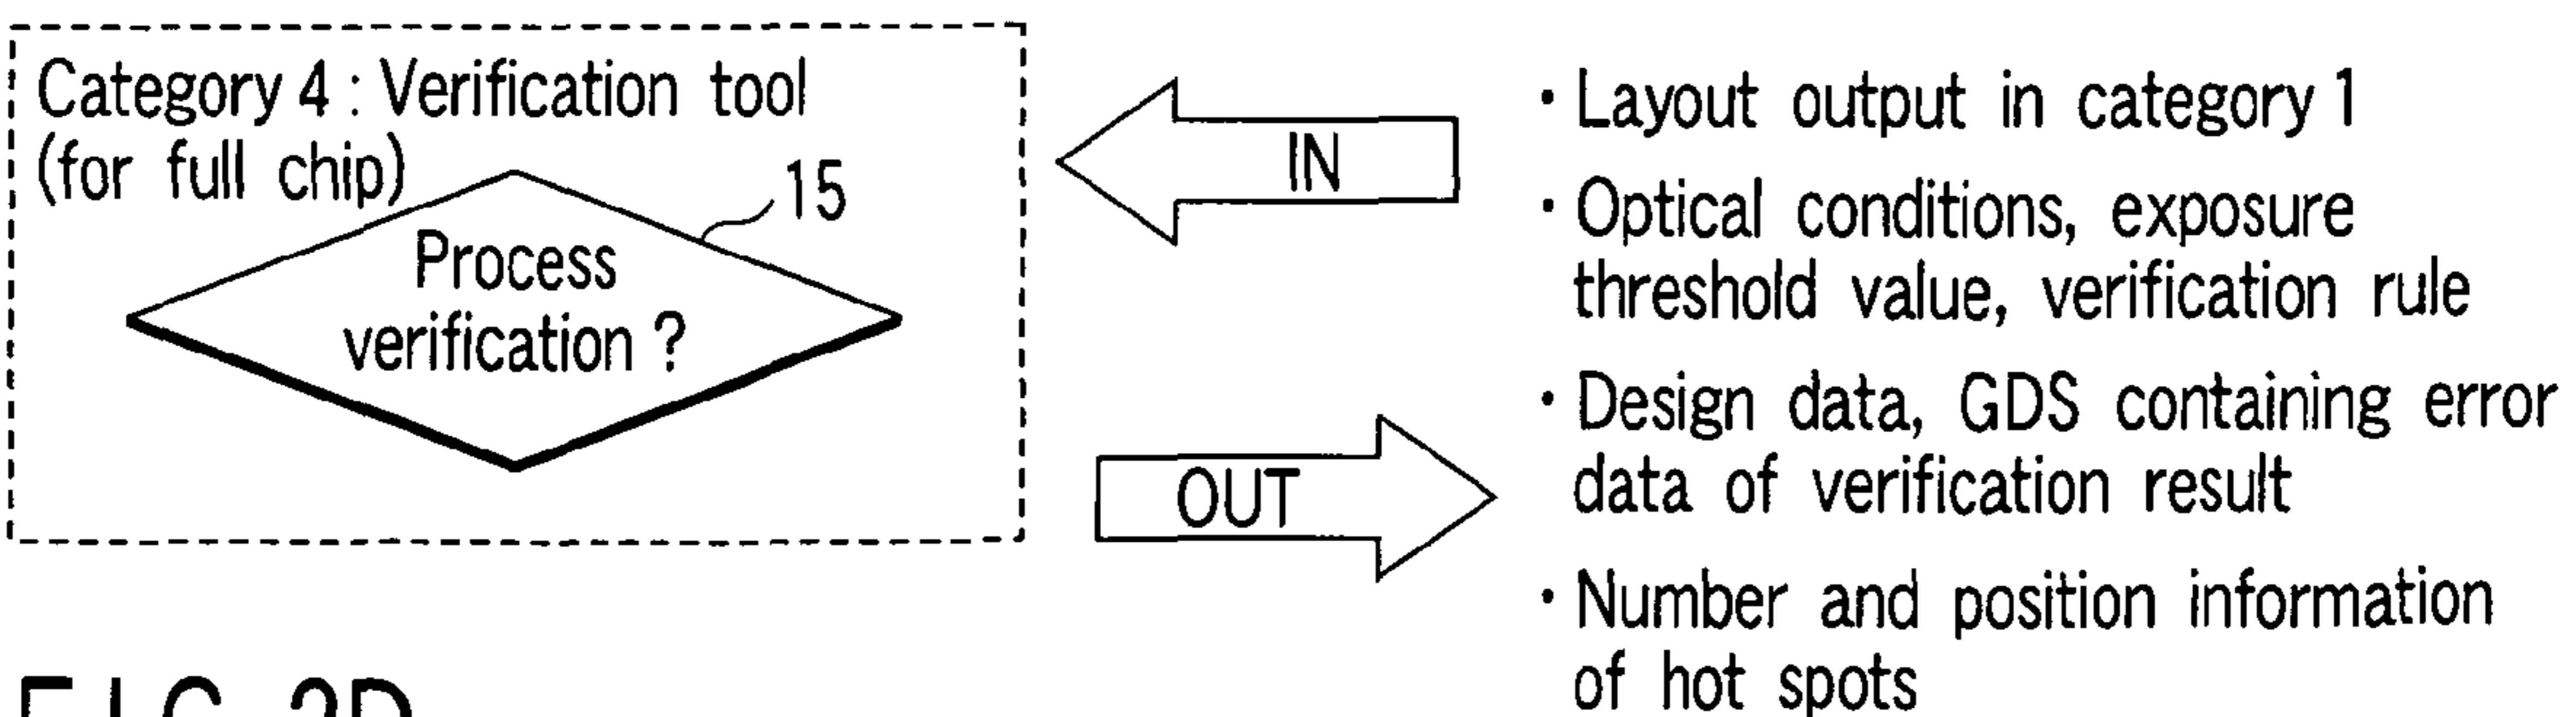 Category 4 : Verification tool
(for full chip)
15
Process
verification ?
IN
· Layout output in category 1
· Optical conditions, exposure
threshold value, verification rule
OUT
· Design data, GDS containing error
data of verification result
· Number and position information
of hot spots